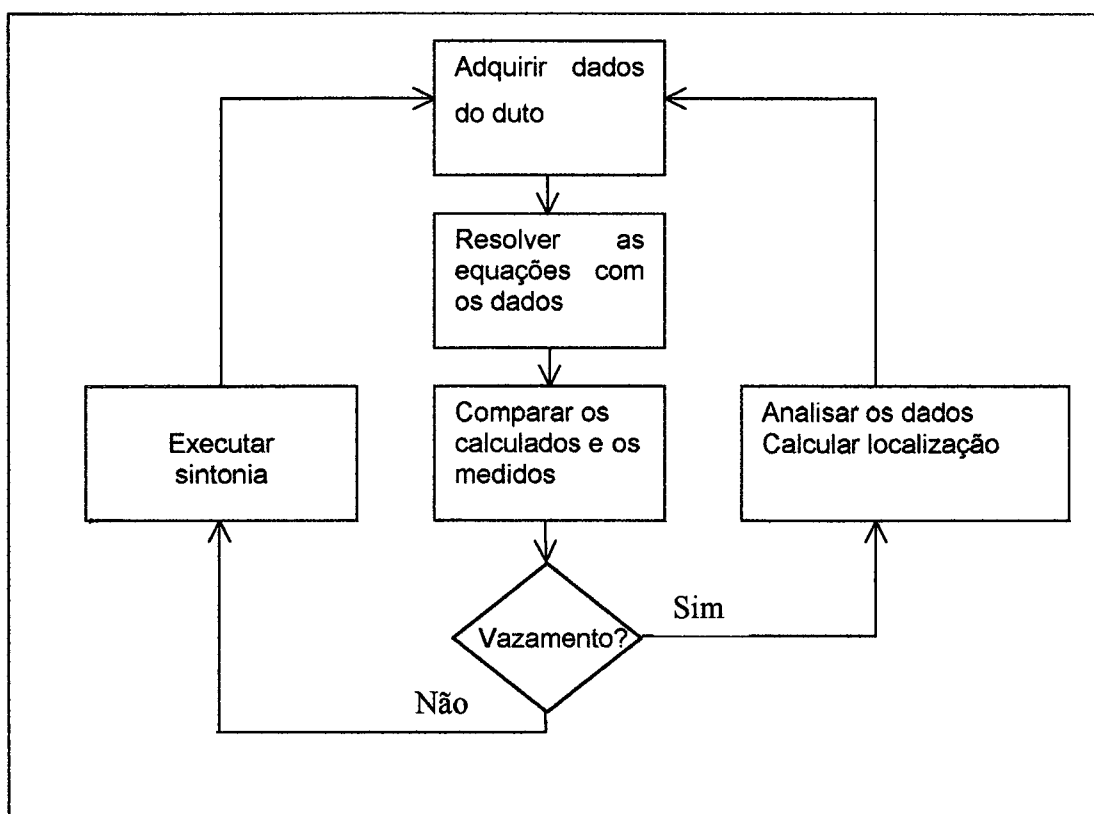 Adquirir dados
do duto
Resolver as
equações com
os dados
Executar
sintonia
Comparar os
calculados e os
medidos
Analisar os dados
Calcular localização
Vazamento?
Sim
Não